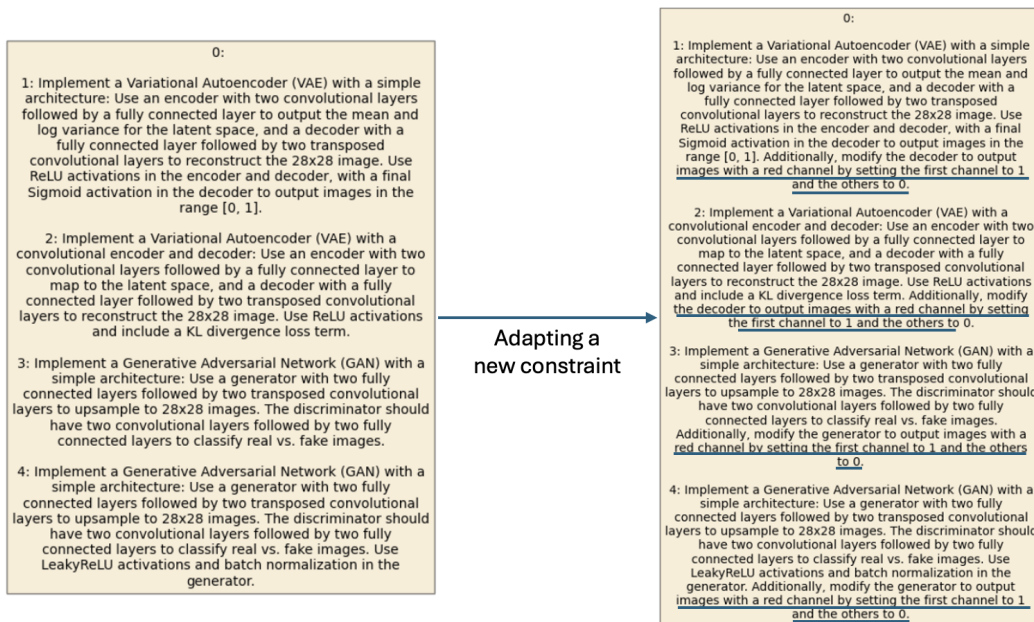 0:
1: Implement a Variational Autoencoder (VAE) with a simple
architecture: Use an encoder with two convolutional layers
followed by a fully connected layer to output the mean and
log variance for the latent space, and a decoder with a
fully connected layer followed by two transposed
convolutional layers to reconstruct the 28x28 image. Use
ReLU activations in the encoder and decoder, with a final
Sigmoid activation in the decoder to output images in the
range [0, 1].
2: Implement a Variational Autoencoder (VAE) with a
convolutional encoder and decoder: Use an encoder with two
convolutional layers followed by a fully connected layer to
map to the latent space, and a decoder with a fully
connected layer followed by two transposed convolutional
layers to reconstruct the 28x28 image. Use ReLU activations
and include a KL divergence loss term.
3: Implement a Generative Adversarial Network (GAN) with a
simple architecture: Use a generator with two fully
connected layers followed by two transposed convolutional
layers to upsample to 28x28 images. The discriminator should
have two convolutional layers followed by two fully
connected layers to classify real vs. fake images.
4: Implement a Generative Adversarial Network (GAN) with a
simple architecture: Use a generator with two fully
connected layers followed by two transposed convolutional
layers to upsample to 28x28 images. The discriminator should
have two convolutional layers followed by two fully
connected layers to classify real vs. fake images. Use
LeakyReLU activations and batch normalization in the
generator.
Adapting a
new constraint
0:
1: Implement a Variational Autoencoder (VAE) with a simple
architecture: Use an encoder with two convolutional layers
followed by a fully connected layer to output the mean and
log variance for the latent space, and a decoder with a
fully connected layer followed by two transposed
convolutional layers to reconstruct the 28x28 image. Use
ReLU activations in the encoder and decoder, with a final
Sigmoid activation in the decoder to output images in the
range [0, 1]. Additionally, modify the decoder to output
images with a red channel by setting the first channel to 1
and the others to 0.
2: Implement a Variational Autoencoder (VAE) with a
convolutional encoder and decoder: Use an encoder with two
convolutional layers followed by a fully connected layer to
map to the latent space, and a decoder with a fully
connected layer followed by two transposed convolutional
layers to reconstruct the 28x28 image. Use ReLU activations
and include a KL divergence loss term. Additionally, modify
the decoder to output images with a red channel by setting
the first channel to 1 and the others to 0.
3: Implement a Generative Adversarial Network (GAN) with a
simple architecture: Use a generator with two fully
connected layers followed by two transposed convolutional
layers to upsample to 28x28 images. The discriminator should
have two convolutional layers followed by two fully
connected layers to classify real vs. fake images.
Additionally, modify the generator to output images with a
red channel by setting the first channel to 1 and the others
to 0.
4: Implement a Generative Adversarial Network (GAN) with a
simple architecture: Use a generator with two fully
connected layers followed by two transposed convolutional
layers to upsample to 28x28 images. The discriminator should
have two convolutional layers followed by two fully
connected layers to classify real vs. fake images. Use
LeakyReLU activations and batch normalization in the
generator. Additionally, modify the generator to output
images with a red channel by setting the first channel to 1
and the others to 0.